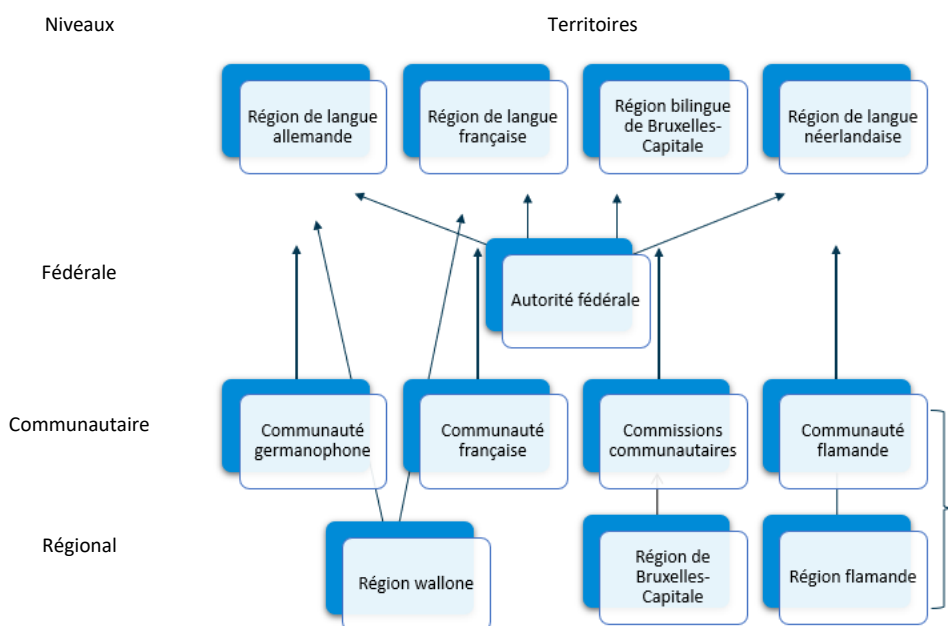 Niveaux
Territoires
Région de langue
allemande
Région de langue
française
Région bilingue
de Bruxelles-
Capitale
Région de langue
néerlandaise
Fédérale
Autorité fédérale
Communautaire
Communauté
germanophone
Communauté
française
Commissions
communautaires
Communauté
flamande
Régional
Région wallone
Région de
Bruxelles-
Capitale
Région flamande